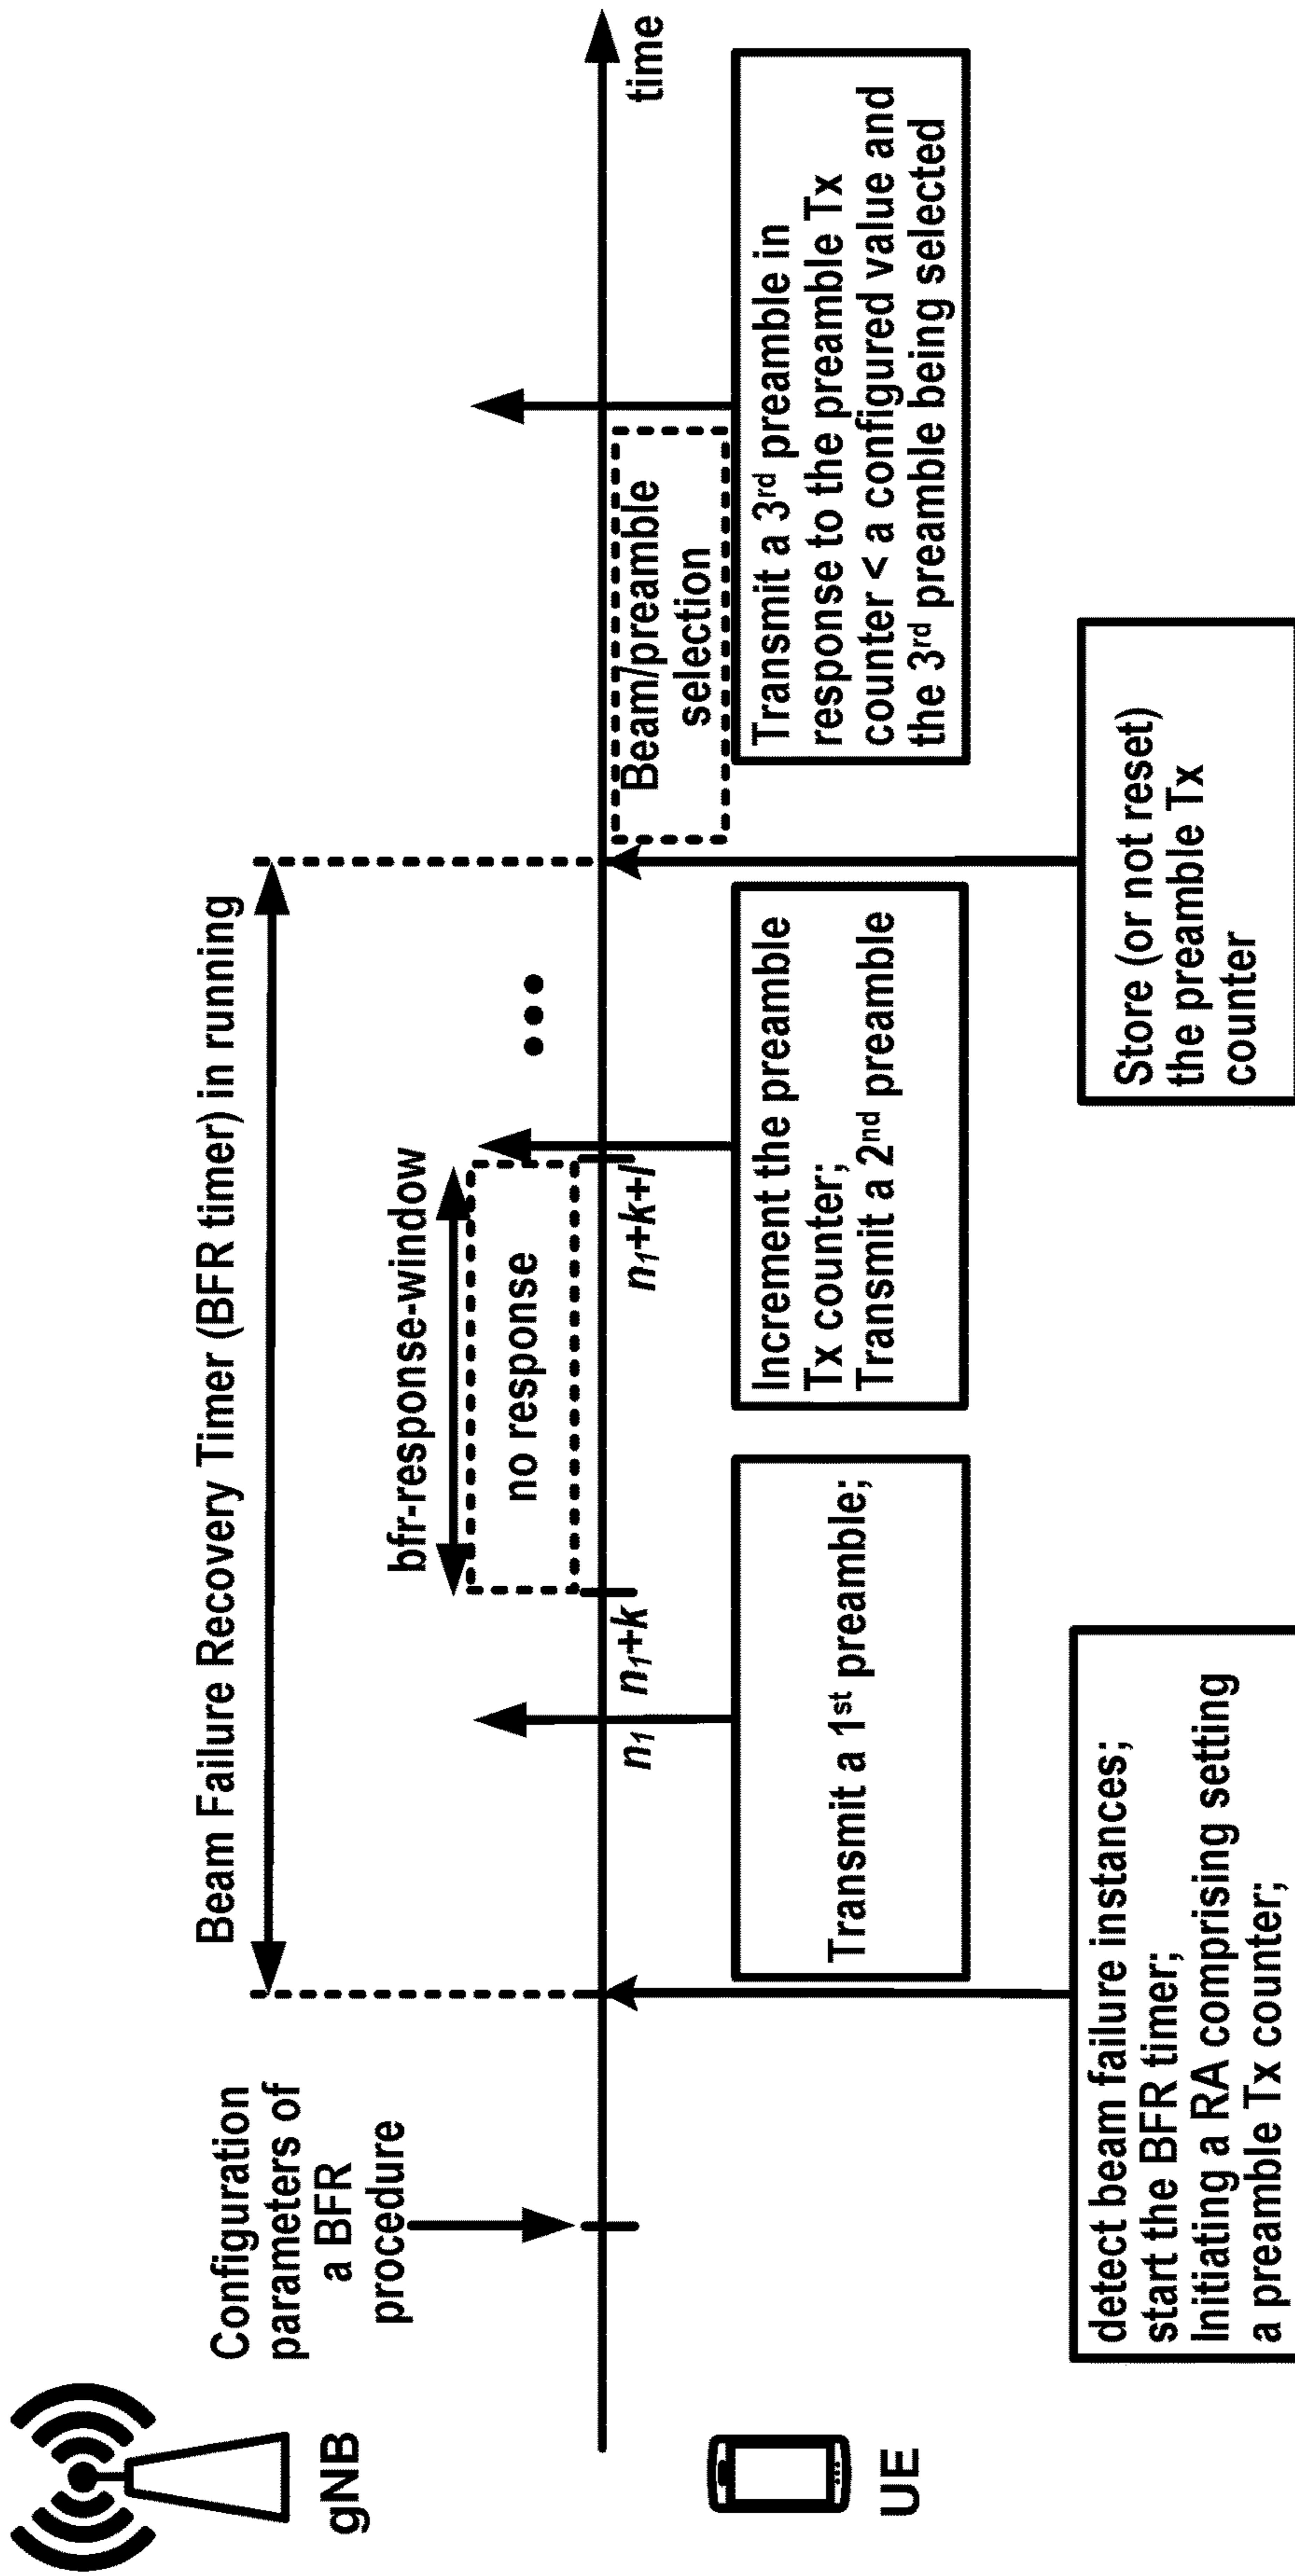 gNB
Configuration
parameters of
a BFR
procedure
Beam Failure Recovery Timer (BFR timer) in running
bfr-response-window
no response
n₁
n₁+k
n₁+k+l
time
Beam/preamble
selection
UE
Transmit a 1st preamble;
Increment the preamble
Tx counter;
Transmit a 2nd preamble
Transmit a 3rd preamble in
response to the preamble Tx
counter < a configured value and
the 3rd preamble being selected
detect beam failure instances;
start the BFR timer;
Initiating a RA comprising setting
a preamble Tx counter;
Store (or not reset)
the preamble Tx
counter